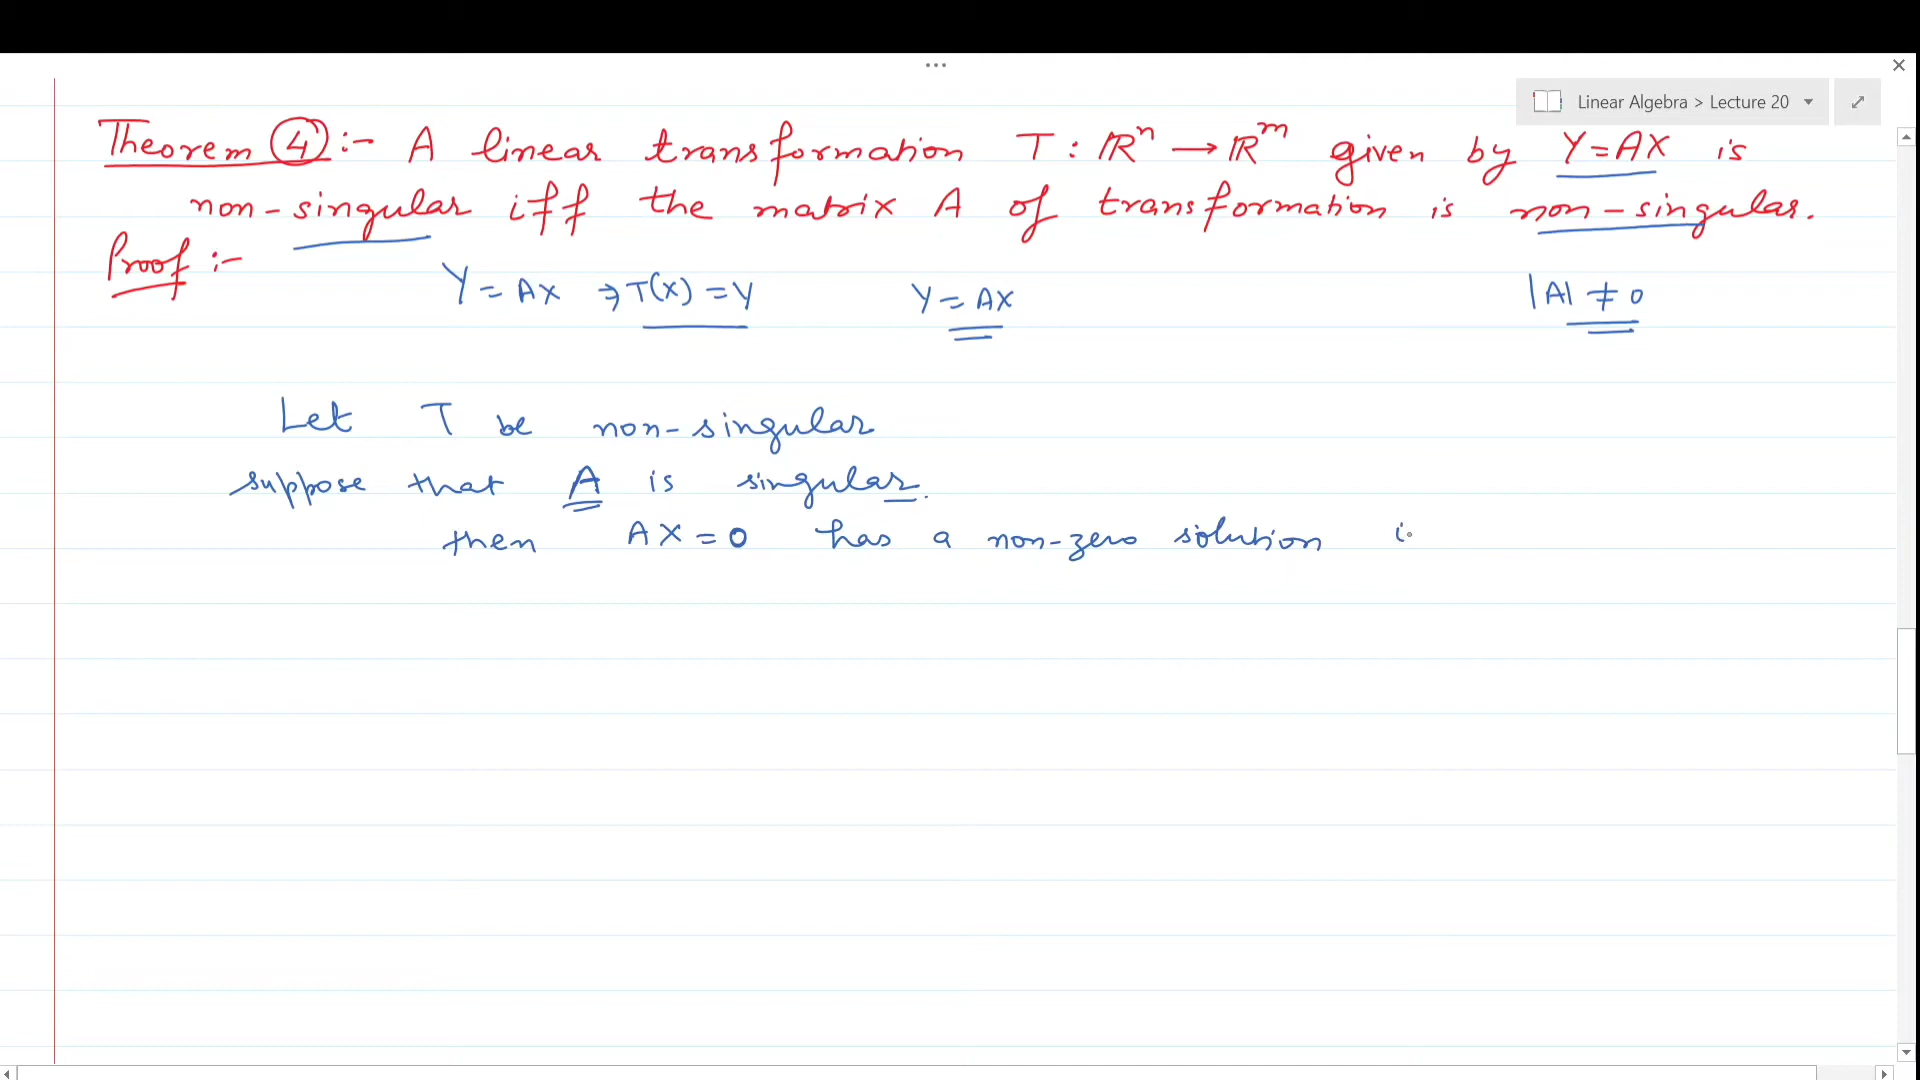 Linear Algebra > Lecture 20
Theorem 4 :- A linear transformation T : ℝⁿ → ℝᵐ given by Y = AX is
non-singular iff the matrix A of transformation is non-singular.
Proof :-
Y = AX ⇒ T(X) = Y Y = AX |A| ≠ 0
Let T be non-singular
suppose that A is singular.
then AX = 0 has a non-zero solution i